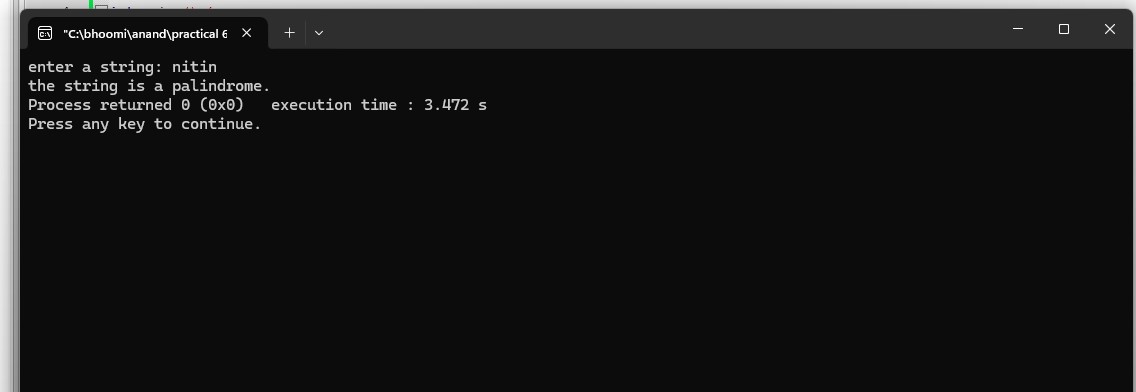 "C:\bhoomi\anand\practical 6
enter a string: nitin
the string is a palindrome.
Process returned 0 (0x0)   execution time : 3.472 s
Press any key to continue.